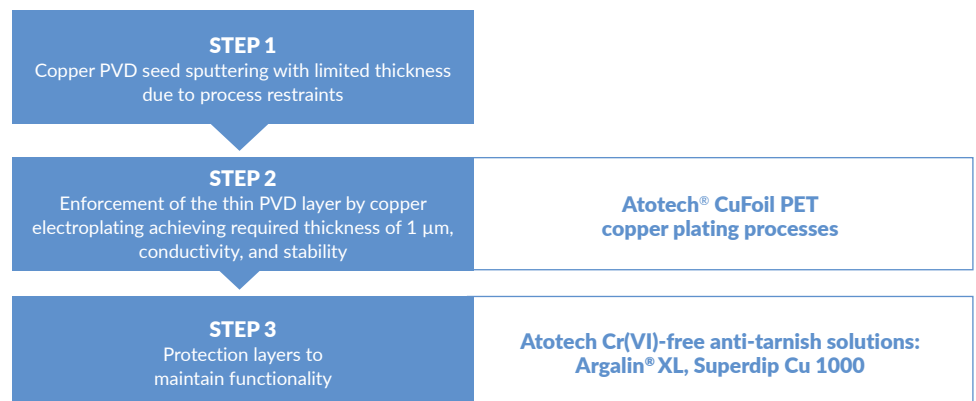 STEP 1
Copper PVD seed sputtering with limited thickness
due to process restraints
STEP 2
Enforcement of the thin PVD layer by copper
electroplating achieving required thickness of 1 µm,
conductivity, and stability
Atotech® CuFoil PET
copper plating processes
STEP 3
Protection layers to
maintain functionality
Atotech Cr(VI)-free anti-tarnish solutions:
Argalin® XL, Superdip Cu 1000